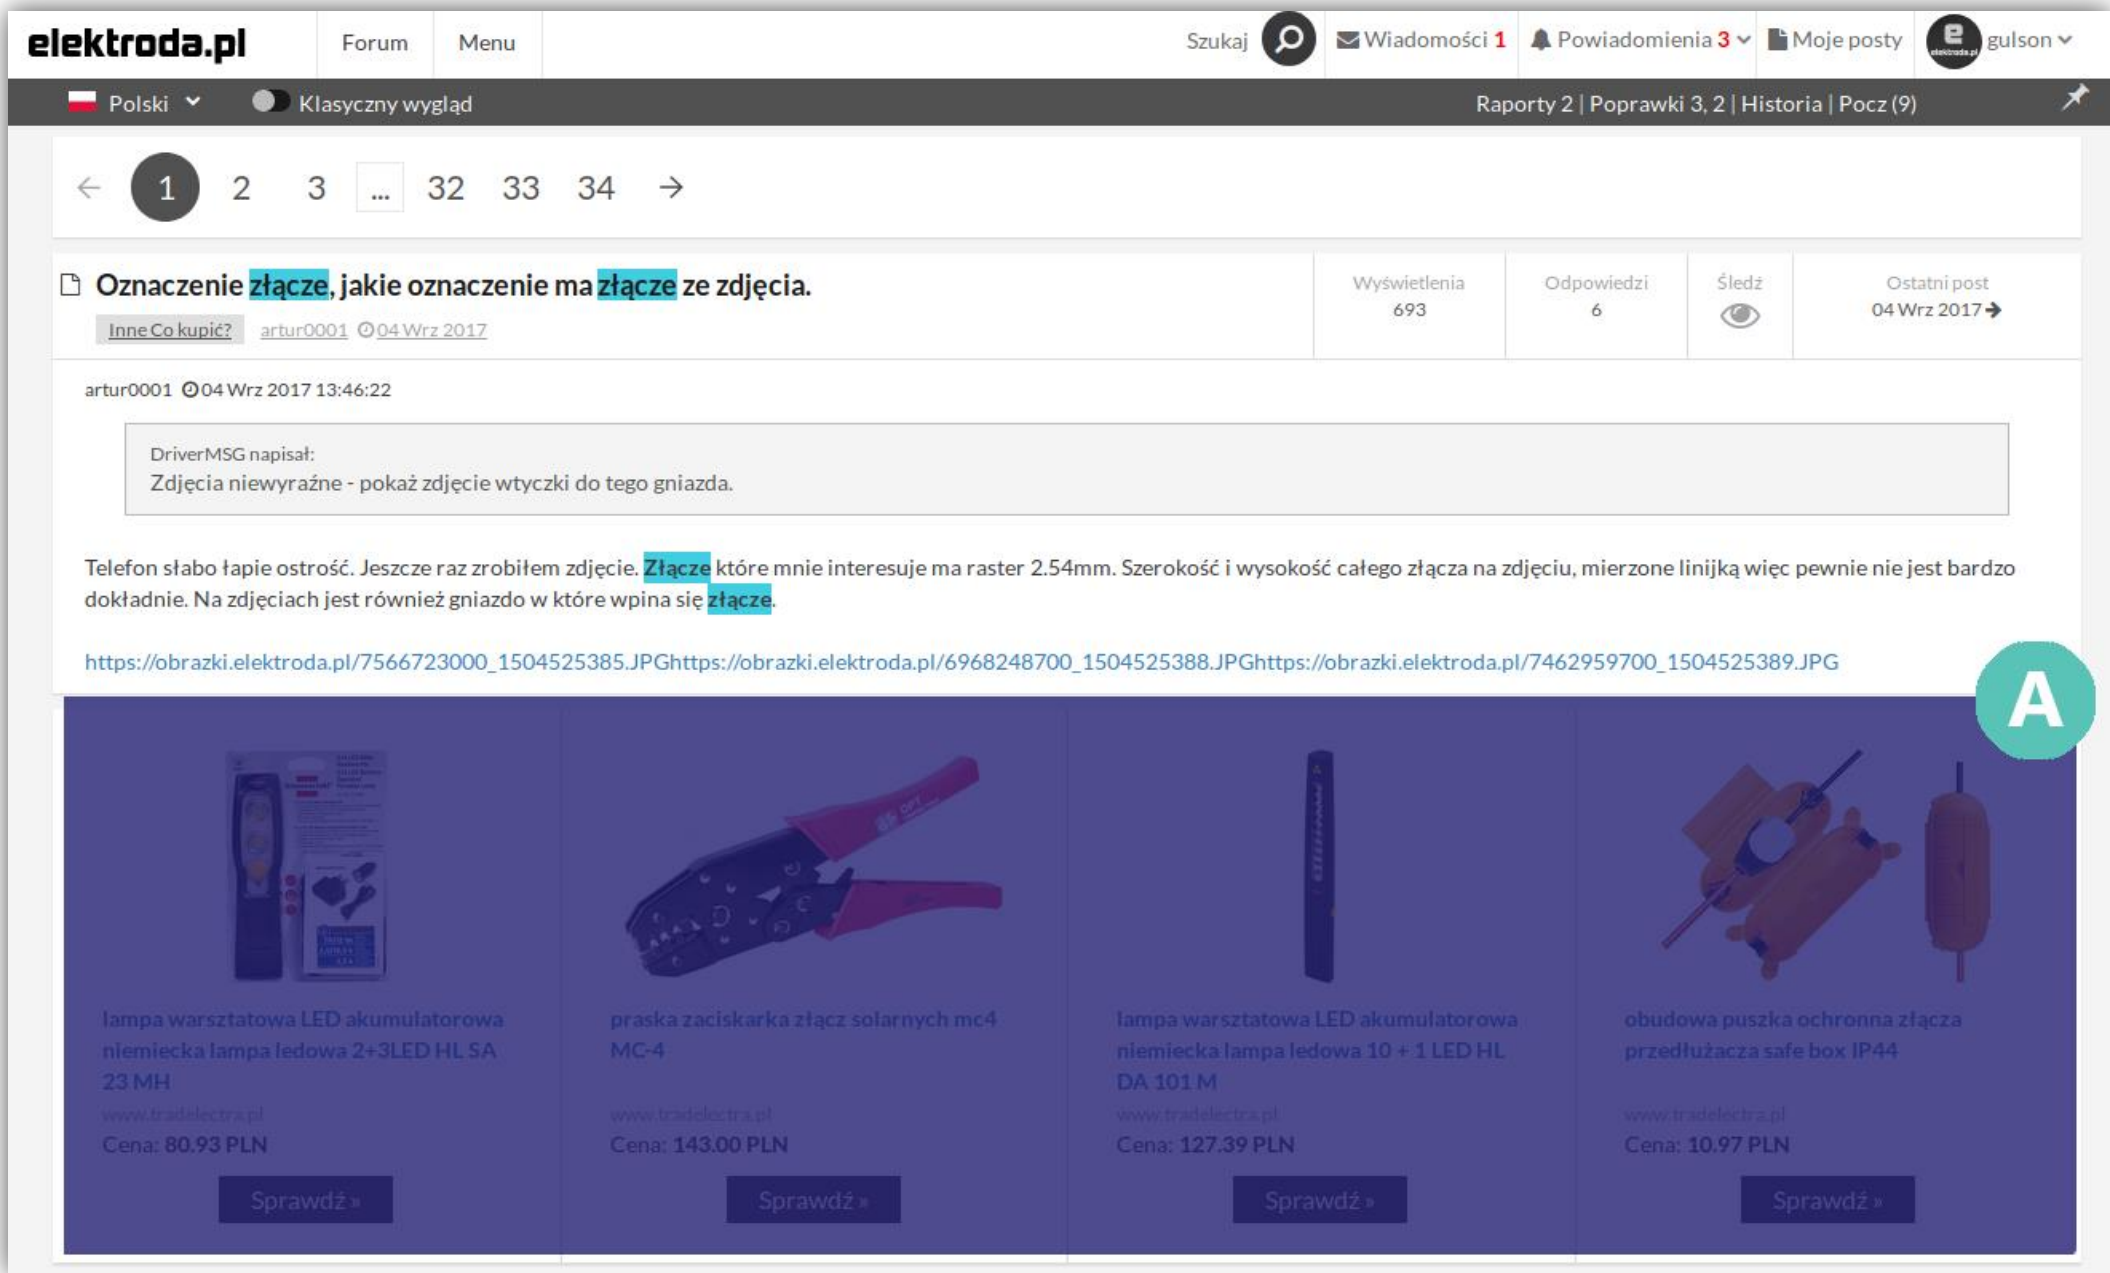 elektroda.pl Forum Menu Szukaj Wiadomości 1 Powiadomienia 3 Moje posty gulson
Polski Klasyczny wygląd Raporty 2 | Poprawki 3, 2 | Historia | Pocz (9)
← 1 2 3 ... 32 33 34 →
Oznaczenie złącze, jakie oznaczenie ma złącze ze zdjęcia.
Wyświetlenia Odpowiedzi Śledź Ostatni post
693 6 04 Wrz 2017
Inne Co kupić? artur0001 04 Wrz 2017
artur0001 04 Wrz 2017 13:46:22
DriverMSG napisał:
Zdjęcia niewyraźne - pokaż zdjęcie wtyczki do tego gniazda.
Telefon słabo łapie ostrość. Jeszcze raz zrobiłem zdjęcie. Złącze które mnie interesuje ma raster 2.54mm. Szerokość i wysokość całego złącza na zdjęciu, mierzone linijką więc pewnie nie jest bardzo
dokładnie. Na zdjęciach jest również gniazdo w które wpina się złącze.
https://obrazki.elektroda.pl/7566723000_1504525385.JPGhttps://obrazki.elektroda.pl/6968248700_1504525388.JPGhttps://obrazki.elektroda.pl/7462959700_1504525389.JPG
A
lampa warsztatowa LED akumulatorowa
niemiecka lampa ledowa 2+3LED HL SA
23 MH
www.tradelectra.pl
Cena: 80.93 PLN
Sprawdź »
praska zaciskarka złącz solarnych mc4
MC-4
www.tradelectra.pl
Cena: 143.00 PLN
Sprawdź »
lampa warsztatowa LED akumulatorowa
niemiecka lampa ledowa 10 + 1 LED HL
DA 101 M
www.tradelectra.pl
Cena: 127.39 PLN
Sprawdź »
obudowa puszka ochronna złącza
przedłużacza safe box IP44
www.tradelectra.pl
Cena: 10.97 PLN
Sprawdź »